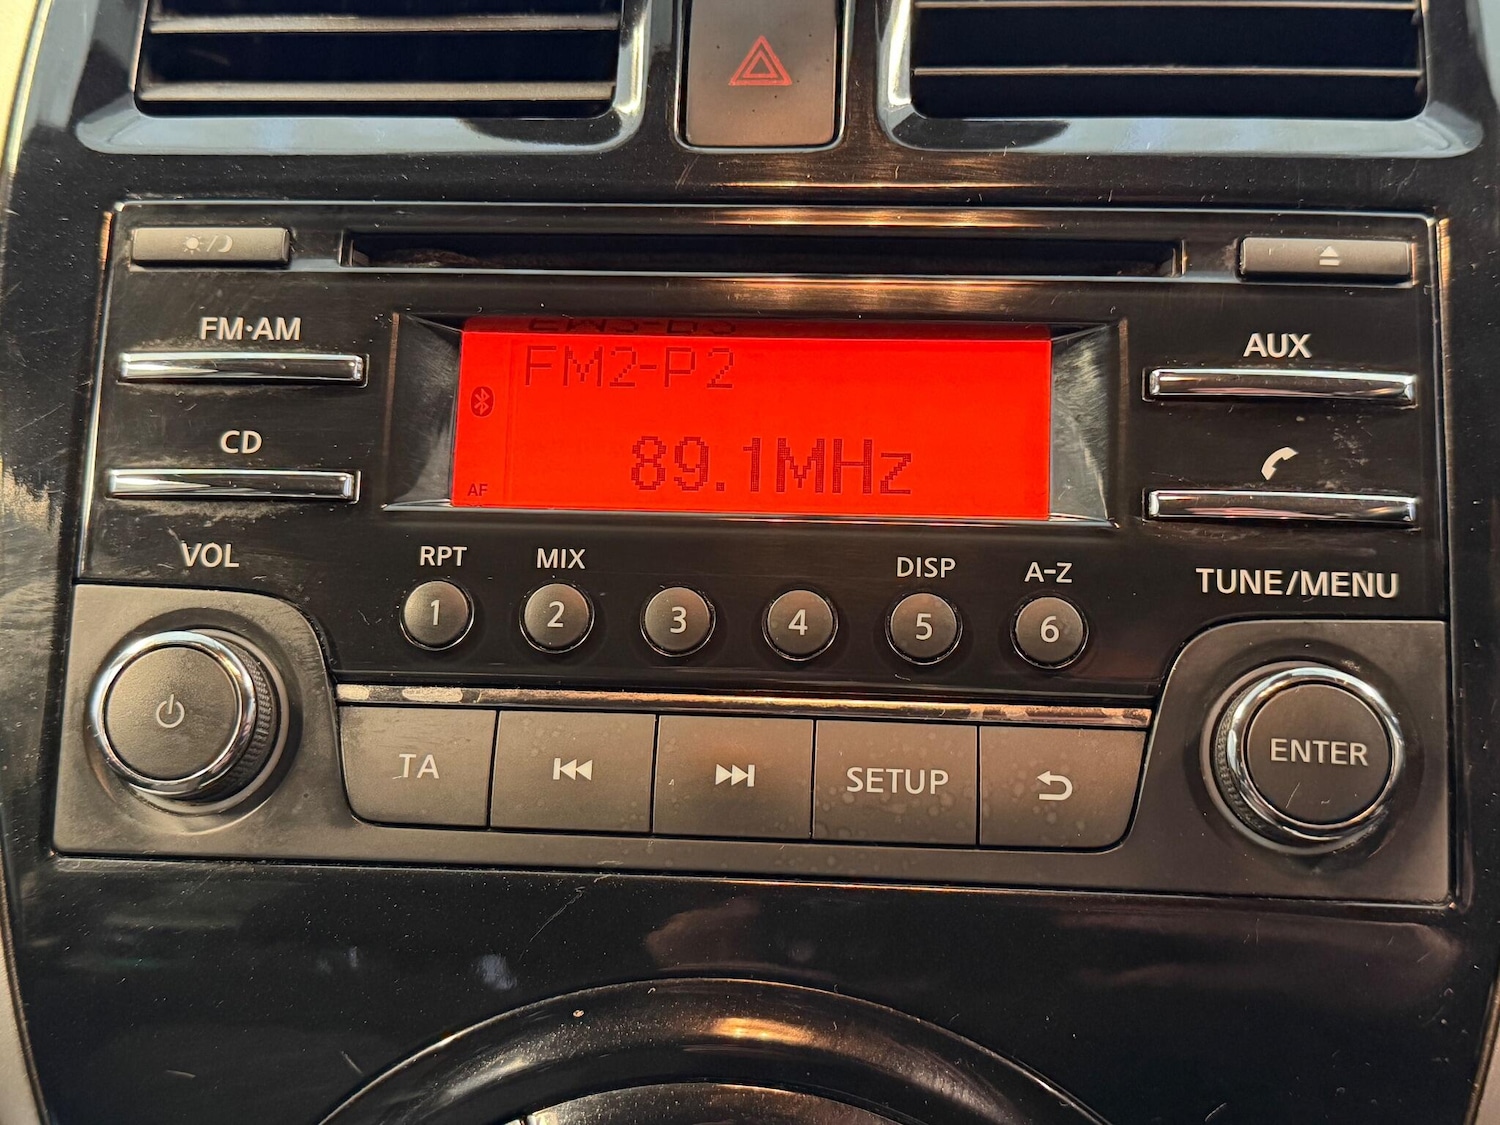 FM·AM
AUX
FM2-P2
CD
89.1MHz
AF
VOL
RPT
MIX
DISP
A-Z
TUNE/MENU
1
2
3
4
5
6
TA
SETUP
ENTER